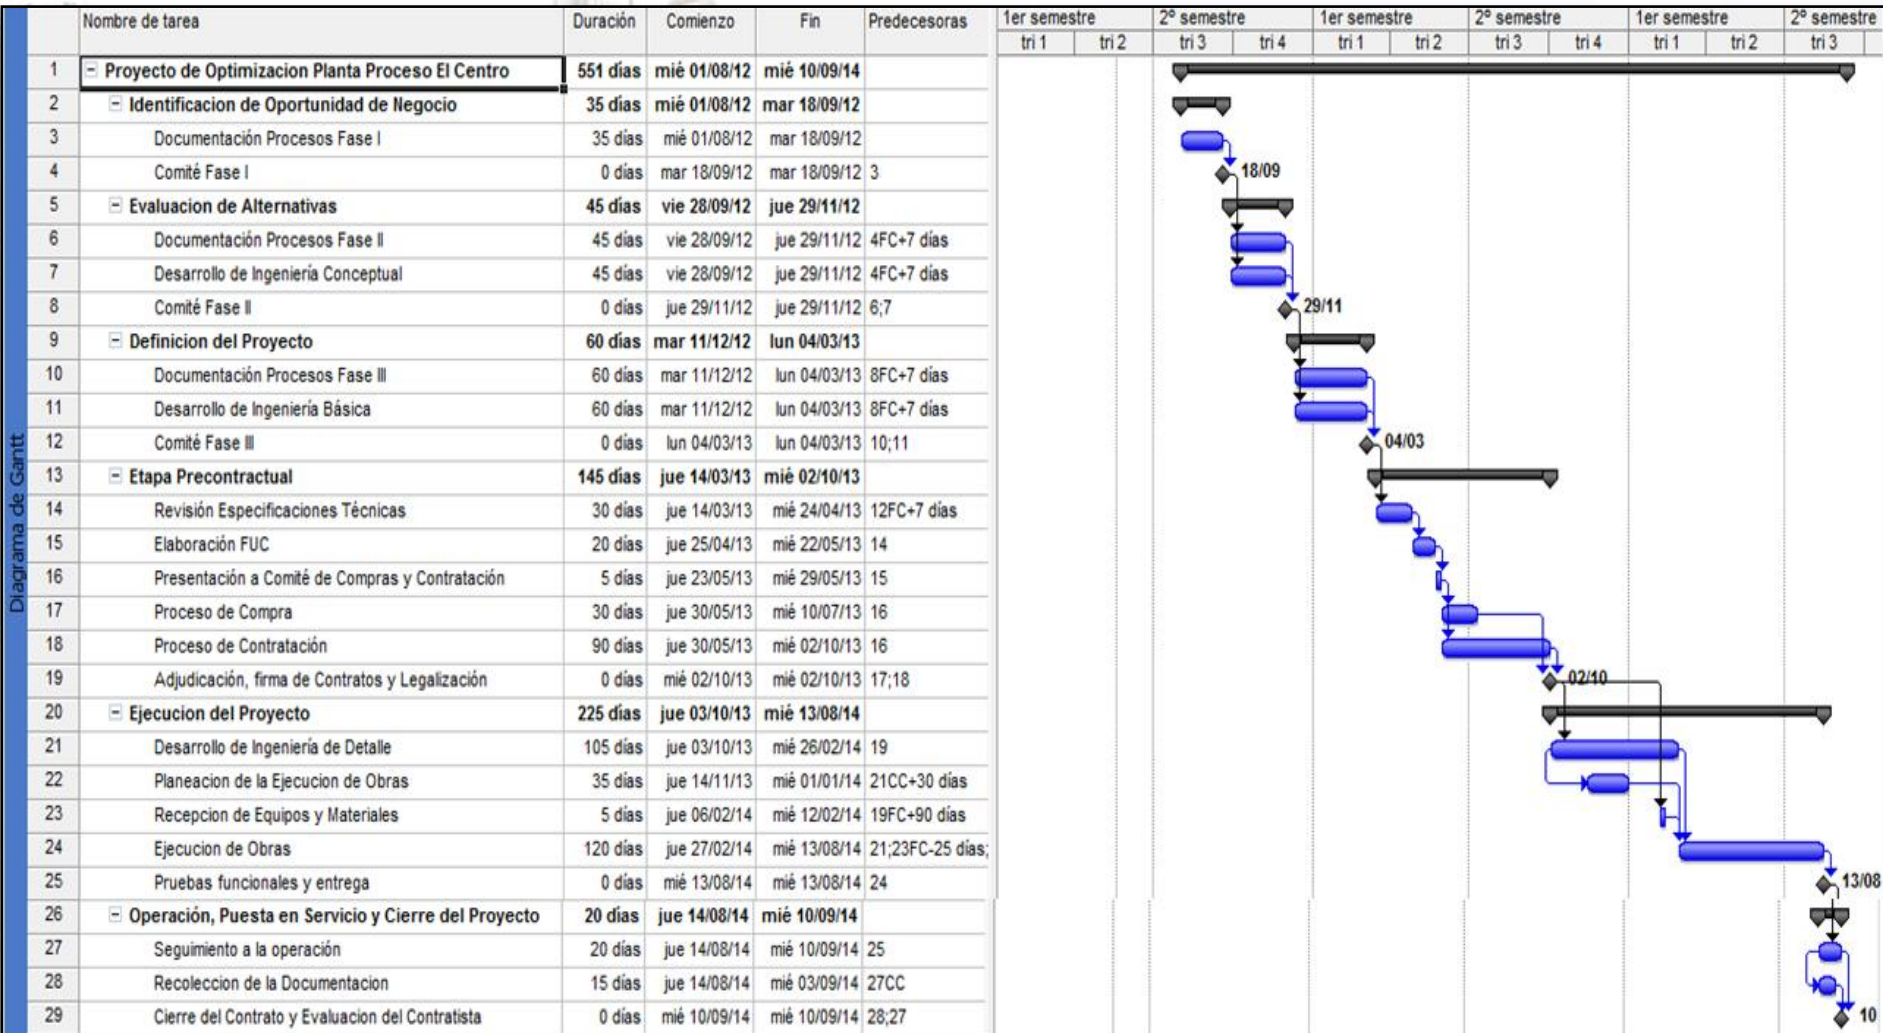 Nombre de tarea Duración Comienzo Fin Predecesoras 1er semestre 2º semestre 1er semestre 2º semestre 1er semestre 2º semestre
tri 1 tri 2 tri 3 tri 4 tri 1 tri 2 tri 3 tri 4 tri 1 tri 2 tri 3
1 Proyecto de Optimizacion Planta Proceso El Centro 551 días mié 01/08/12 mié 10/09/14
2 Identificacion de Oportunidad de Negocio 35 días mié 01/08/12 mar 18/09/12
3 Documentación Procesos Fase I 35 días mié 01/08/12 mar 18/09/12
4 Comité Fase I 0 días mar 18/09/12 mar 18/09/12 3 18/09
5 Evaluacion de Alternativas 45 días vie 28/09/12 jue 29/11/12
6 Documentación Procesos Fase II 45 días vie 28/09/12 jue 29/11/12 4FC+7 días
7 Desarrollo de Ingeniería Conceptual 45 días vie 28/09/12 jue 29/11/12 4FC+7 días
8 Comité Fase II 0 días jue 29/11/12 jue 29/11/12 6;7 29/11
9 Definicion del Proyecto 60 días mar 11/12/12 lun 04/03/13
10 Documentación Procesos Fase III 60 días mar 11/12/12 lun 04/03/13 8FC+7 días
11 Desarrollo de Ingeniería Básica 60 días mar 11/12/12 lun 04/03/13 8FC+7 días
12 Comité Fase III 0 días lun 04/03/13 lun 04/03/13 10;11 04/03
13 Etapa Precontractual 145 días jue 14/03/13 mié 02/10/13
14 Revisión Especificaciones Técnicas 30 días jue 14/03/13 mié 24/04/13 12FC+7 días
15 Elaboración FUC 20 días jue 25/04/13 mié 22/05/13 14
16 Presentación a Comité de Compras y Contratación 5 días jue 23/05/13 mié 29/05/13 15
17 Proceso de Compra 30 días jue 30/05/13 mié 10/07/13 16
18 Proceso de Contratación 90 días jue 30/05/13 mié 02/10/13 16
19 Adjudicación, firma de Contratos y Legalización 0 días mié 02/10/13 mié 02/10/13 17;18 02/10
20 Ejecucion del Proyecto 225 días jue 03/10/13 mié 13/08/14
21 Desarrollo de Ingeniería de Detalle 105 días jue 03/10/13 mié 26/02/14 19
22 Planeacion de la Ejecucion de Obras 35 días jue 14/11/13 mié 01/01/14 21CC+30 días
23 Recepcion de Equipos y Materiales 5 días jue 06/02/14 mié 12/02/14 19FC+90 días
24 Ejecucion de Obras 120 días jue 27/02/14 mié 13/08/14 21;23FC-25 días;
25 Pruebas funcionales y entrega 0 días mié 13/08/14 mié 13/08/14 24 13/08
26 Operación, Puesta en Servicio y Cierre del Proyecto 20 días jue 14/08/14 mié 10/09/14
27 Seguimiento a la operación 20 días jue 14/08/14 mié 10/09/14 25
28 Recoleccion de la Documentacion 15 días jue 14/08/14 mié 03/09/14 27CC
29 Cierre del Contrato y Evaluacion del Contratista 0 días mié 10/09/14 mié 10/09/14 28;27 10
Diagrama de Gantt